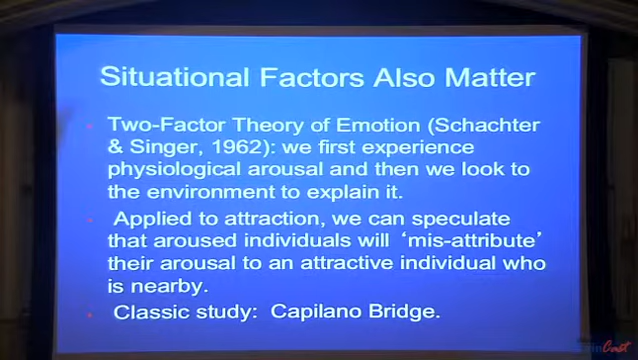 Situational Factors Also Matter
Two-Factor Theory of Emotion (Schachter
& Singer, 1962): we first experience
physiological arousal and then we look to
the environment to explain it.
Applied to attraction, we can speculate
that aroused individuals will ‘mis-attribute’
their arousal to an attractive individual who
is nearby.
Classic study: Capilano Bridge.